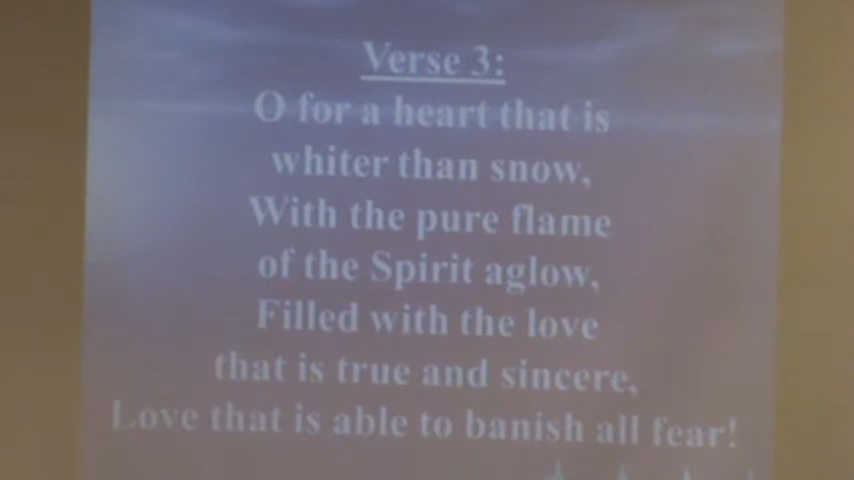 Verse 3:
O for a heart that is
whiter than snow,
With the pure flame
of the Spirit aglow,
Filled with the love
that is true and sincere,
Love that is able to banish all fear!